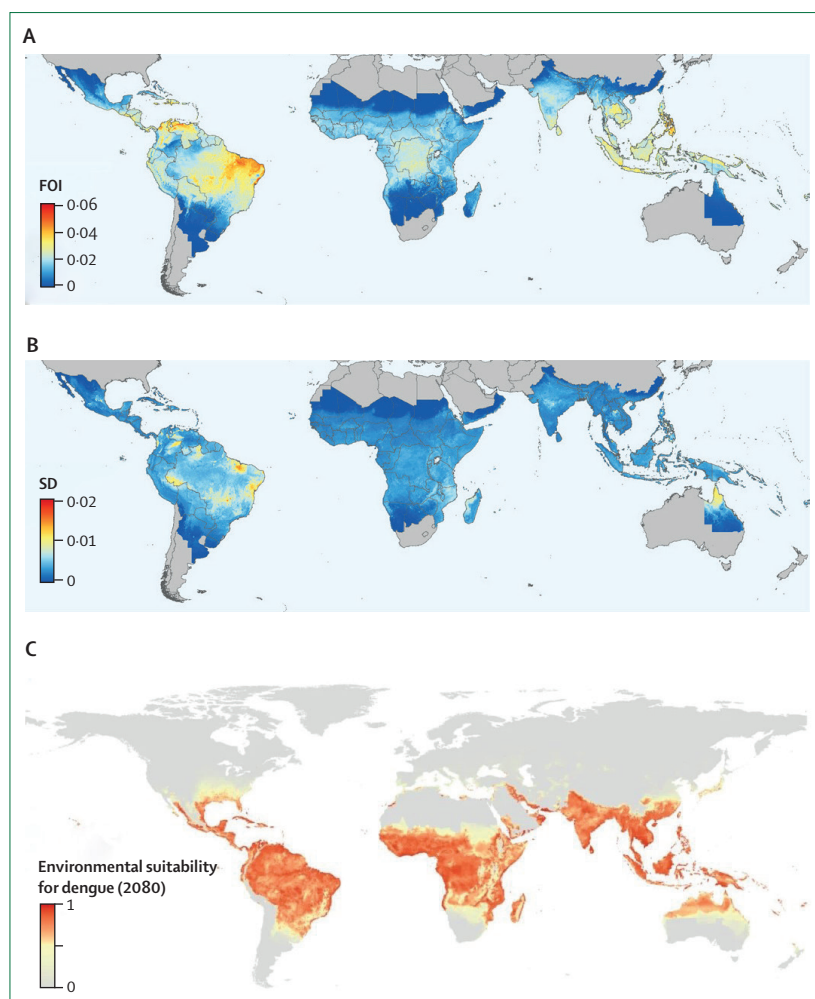 A
FOI
0·06
0·04
0·02
0
B
SD
0·02
0·01
0
C
Environmental suitability
for dengue (2080)
1
0